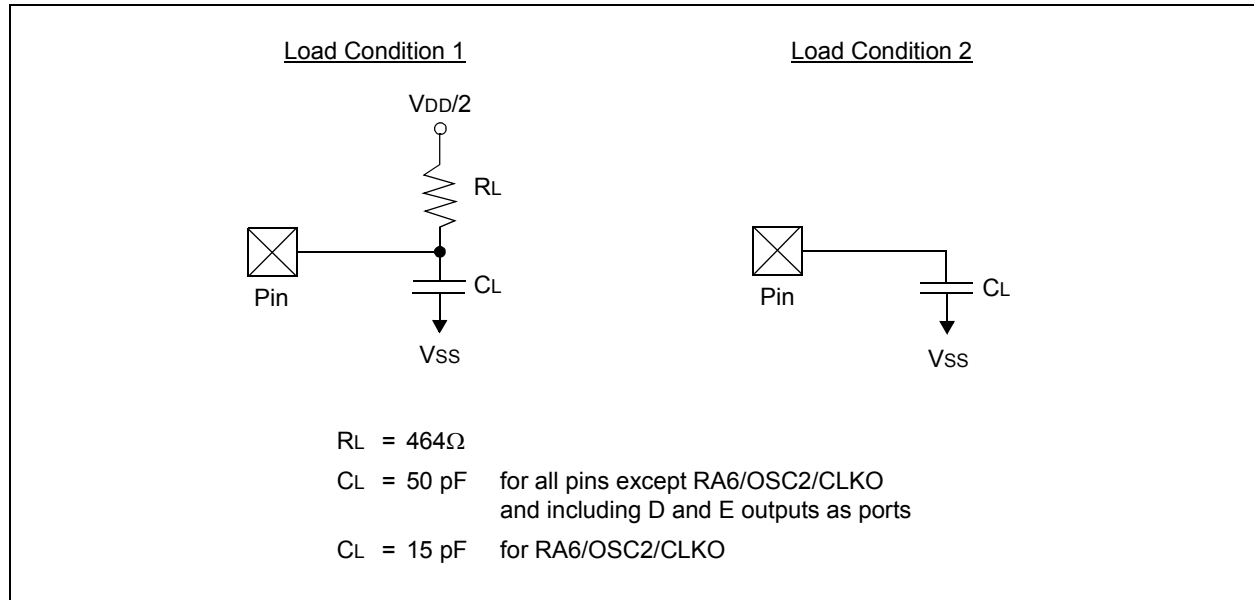 Load Condition 1
Load Condition 2
VDD/2
RL
Pin
CL
VSS
Pin
CL
VSS
RL = 464Ω
CL = 50 pF for all pins except RA6/OSC2/CLKO
and including D and E outputs as ports
CL = 15 pF for RA6/OSC2/CLKO